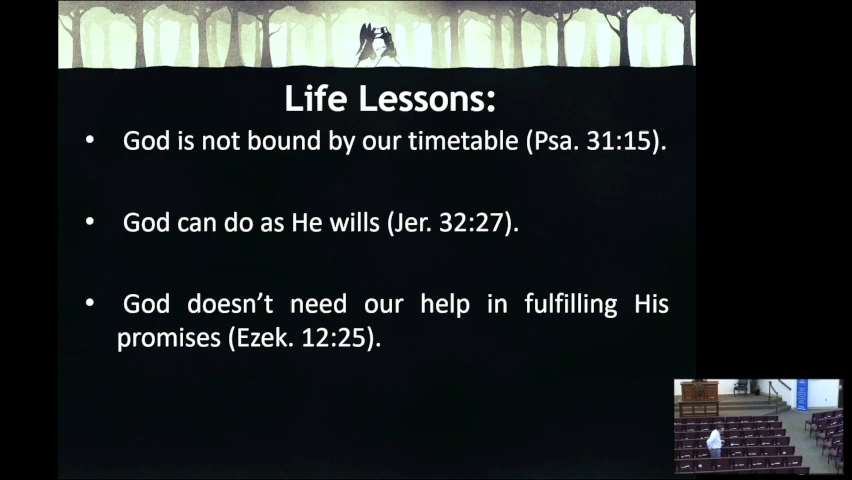 Life Lessons:
• God is not bound by our timetable (Psa. 31:15).
• God can do as He wills (Jer. 32:27).
• God doesn’t need our help in fulfilling His
promises (Ezek. 12:25).